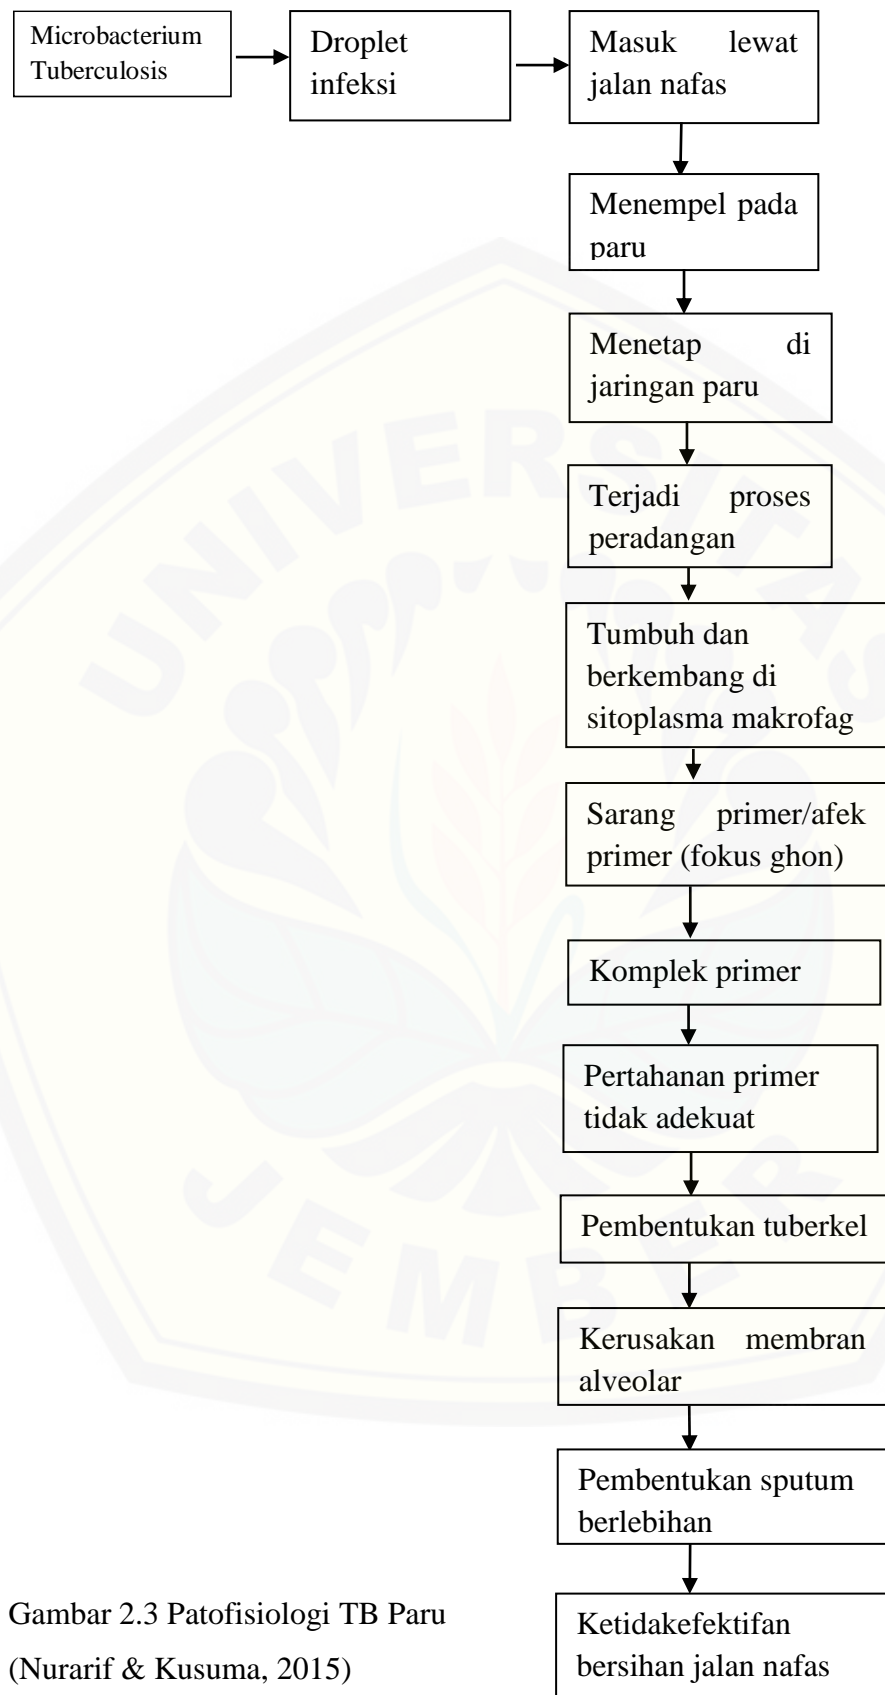 Microbacterium
Tuberculosis
Droplet
infeksi
Masuk lewat
jalan nafas
Menempel pada
paru
Menetap di
jaringan paru
Terjadi proses
peradangan
Tumbuh dan
berkembang di
sitoplasma makrofag
Sarang primer/afek
primer (fokus ghon)
Komplek primer
Pertahanan primer
tidak adekuat
Pembentukan tuberkel
Kerusakan membran
alveolar
Pembentukan sputum
berlebihan
Ketidakefektifan
bersihan jalan nafas
Gambar 2.3 Patofisiologi TB Paru
(Nurarif & Kusuma, 2015)
UNIVERSITAS
JEMBER